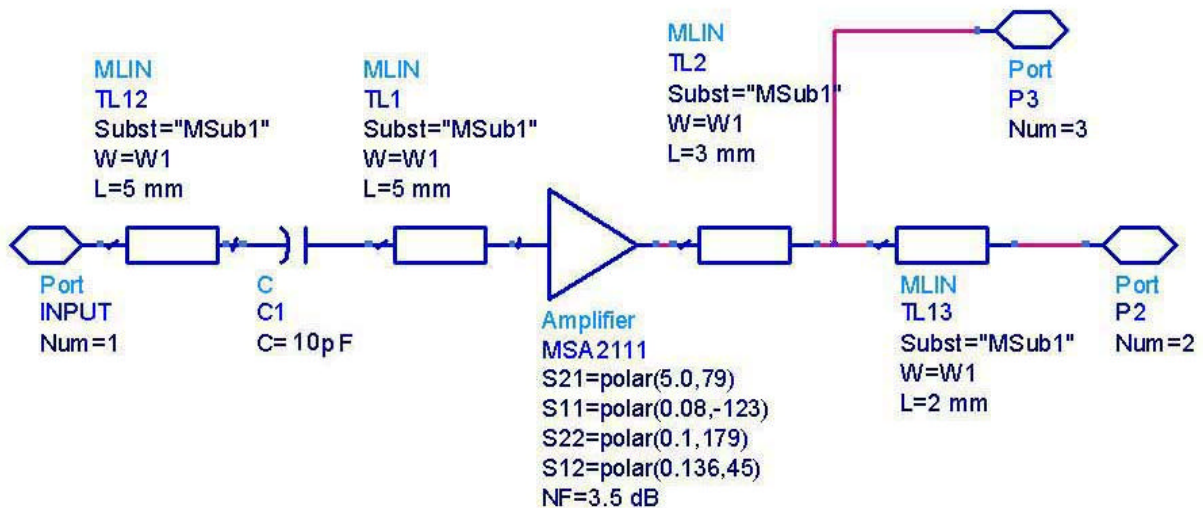 MLIN
TL12
Subst="MSub1"
W=W1
L=5 mm
MLIN
TL1
Subst="MSub1"
W=W1
L=5 mm
MLIN
TL2
Subst="MSub1"
W=W1
L=3 mm
Port
P3
Num=3
Port
INPUT
Num=1
C
C1
C=10pF
Amplifier
MSA2111
S21=polar(5.0,79)
S11=polar(0.08,-123)
S22=polar(0.1,179)
S12=polar(0.136,45)
NF=3.5 dB
MLIN
TL13
Subst="MSub1"
W=W1
L=2 mm
Port
P2
Num=2